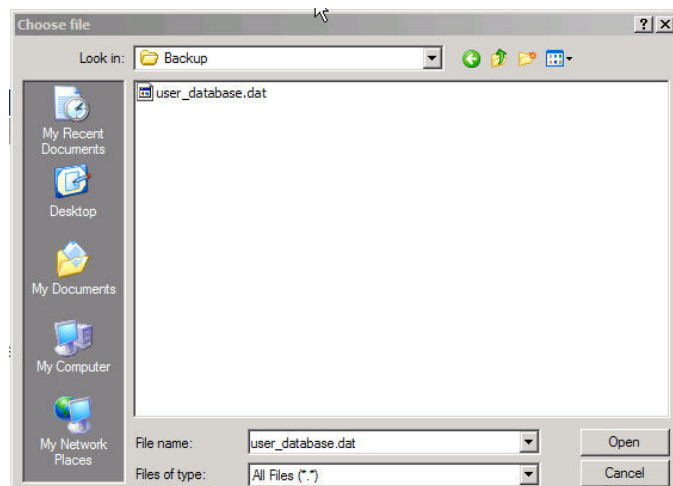 Choose file
Look in: Backup
user_database.dat
My Recent
Documents
Desktop
My Documents
My Computer
My Network
Places
File name: user_database.dat Open
Files of type: All Files (*.*) Cancel